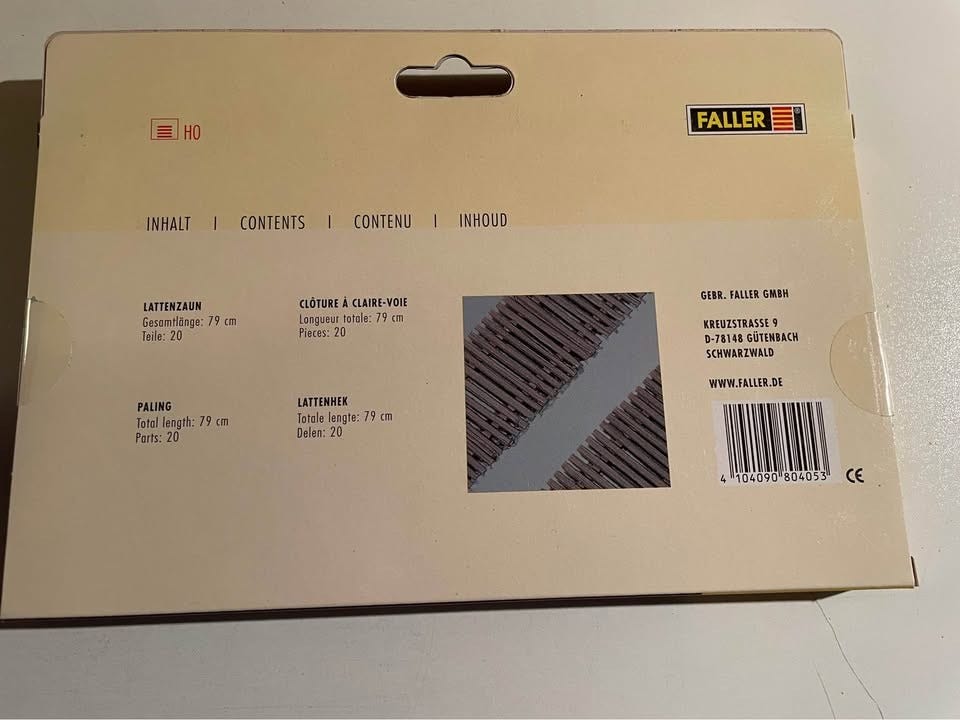 H0
FALLER
INHALT | CONTENTS | CONTENU | INHOUD
LATTENZAUN
Gesamtlänge: 79 cm
Teile: 20
CLÔTURE À CLAIRE-VOIE
Longueur totale: 79 cm
Pieces: 20
PALING
Total length: 79 cm
Parts: 20
LATTENHEK
Totale lengte: 79 cm
Delen: 20
GEBR. FALLER GMBH
KREUZSTRASSE 9
D-78148 GÜTENBACH
SCHWARZWALD
WWW.FALLER.DE
4 104090 804053
CE